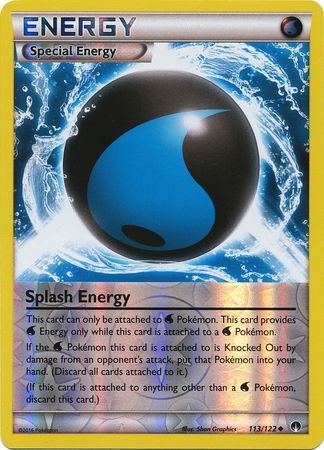 ENERGY
Special Energy
Splash Energy
This card can only be attached to Pokémon. This card provides
Energy only while this card is attached to a Pokémon.
If the Pokémon this card is attached to is Knocked Out by
damage from an opponent's attack, put that Pokémon into
your hand. (Discard all cards attached to it.)
(If this card is attached to anything other than a Pokémon,
discard this card.)
©2016 Pokémon
Illus. 5ban Graphics
113/122